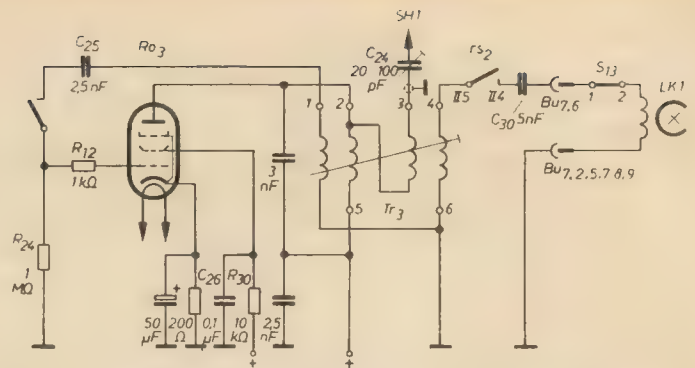 SH1
C25
2,5nF
Rö3
C24
20 100
pF
rs2
II5
II4
C30 5nF
Bu7,6
S13
1
2
LK1
1
2
3
4
R12
1kΩ
3
nF
Bu7,2,5,7,8,9
R24
1
MΩ
5
Tr3
6
50
μF
+
200
Ω
C26
0,1
μF
R30
10
kΩ
2,5
nF
+
+